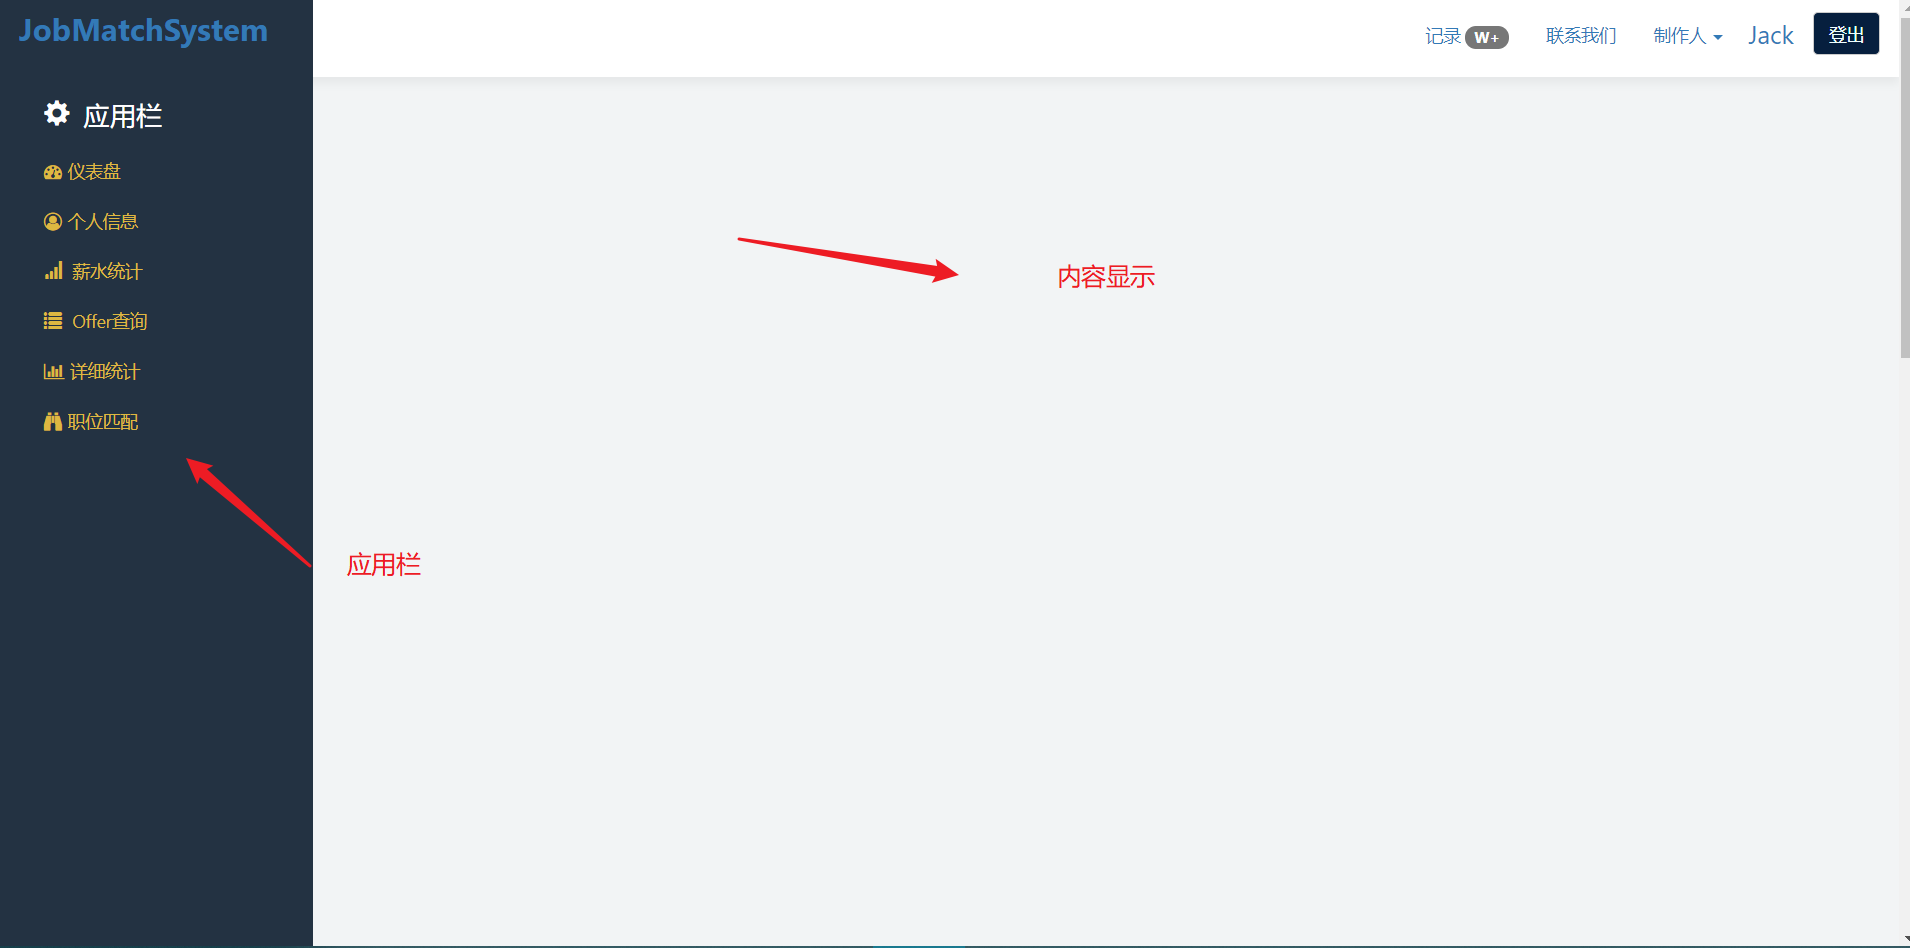 JobMatchSystem
记录 W+ 联系我们 制作人 Jack 登出
应用栏
仪表盘
个人信息
薪水统计
Offer查询
详细统计
职位匹配
内容显示
应用栏